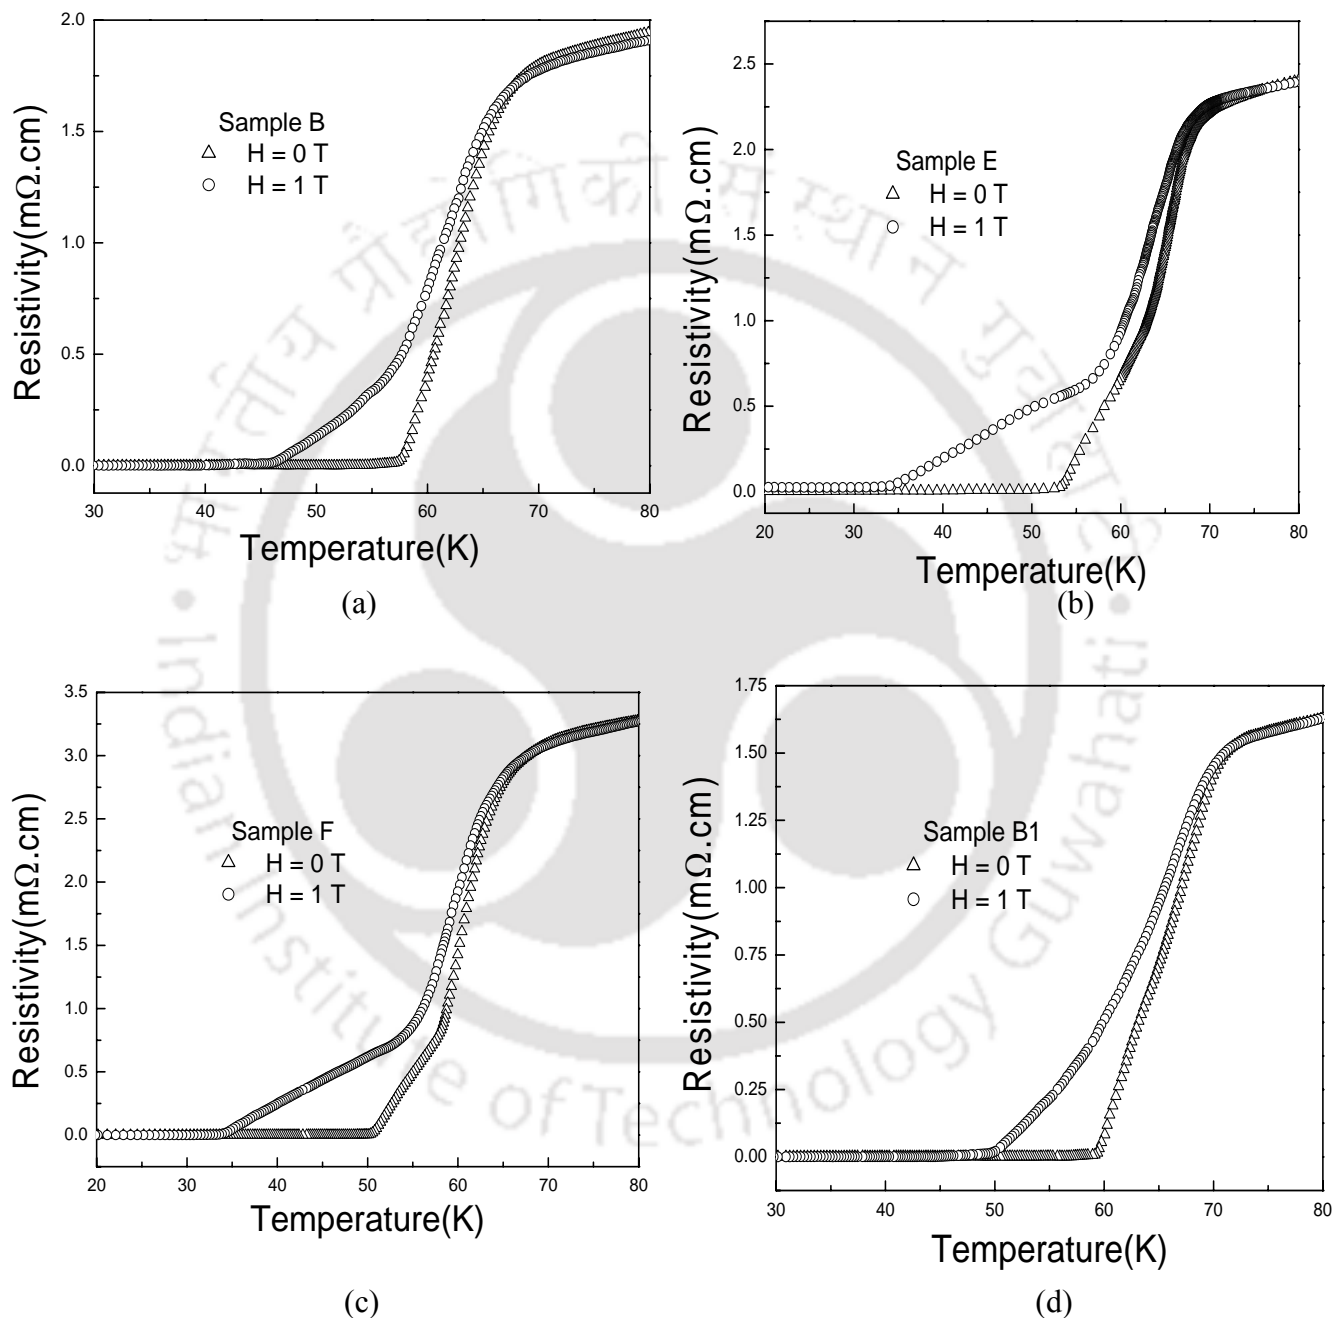 2.0
1.5
1.0
0.5
0.0
30 40 50 60 70 80
Resistivity(mΩ.cm)
Temperature(K)
Sample B
H = 0 T
H = 1 T
(a)
2.5
2.0
1.5
1.0
0.5
0.0
20 30 40 50 60 70 80
Resistivity(mΩ.cm)
Temperature(K)
Sample E
H = 0 T
H = 1 T
(b)
3.5
3.0
2.5
2.0
1.5
1.0
0.5
0.0
20 30 40 50 60 70 80
Resistivity(mΩ.cm)
Temperature(K)
Sample F
H = 0 T
H = 1 T
(c)
1.75
1.50
1.25
1.00
0.75
0.50
0.25
0.00
30 40 50 60 70 80
Resistivity(mΩ.cm)
Temperature(K)
Sample B1
H = 0 T
H = 1 T
(d)
भारतीय प्रौद्योगिकी संस्थान गुवाहाटी
Indian Institute of Technology Guwahati